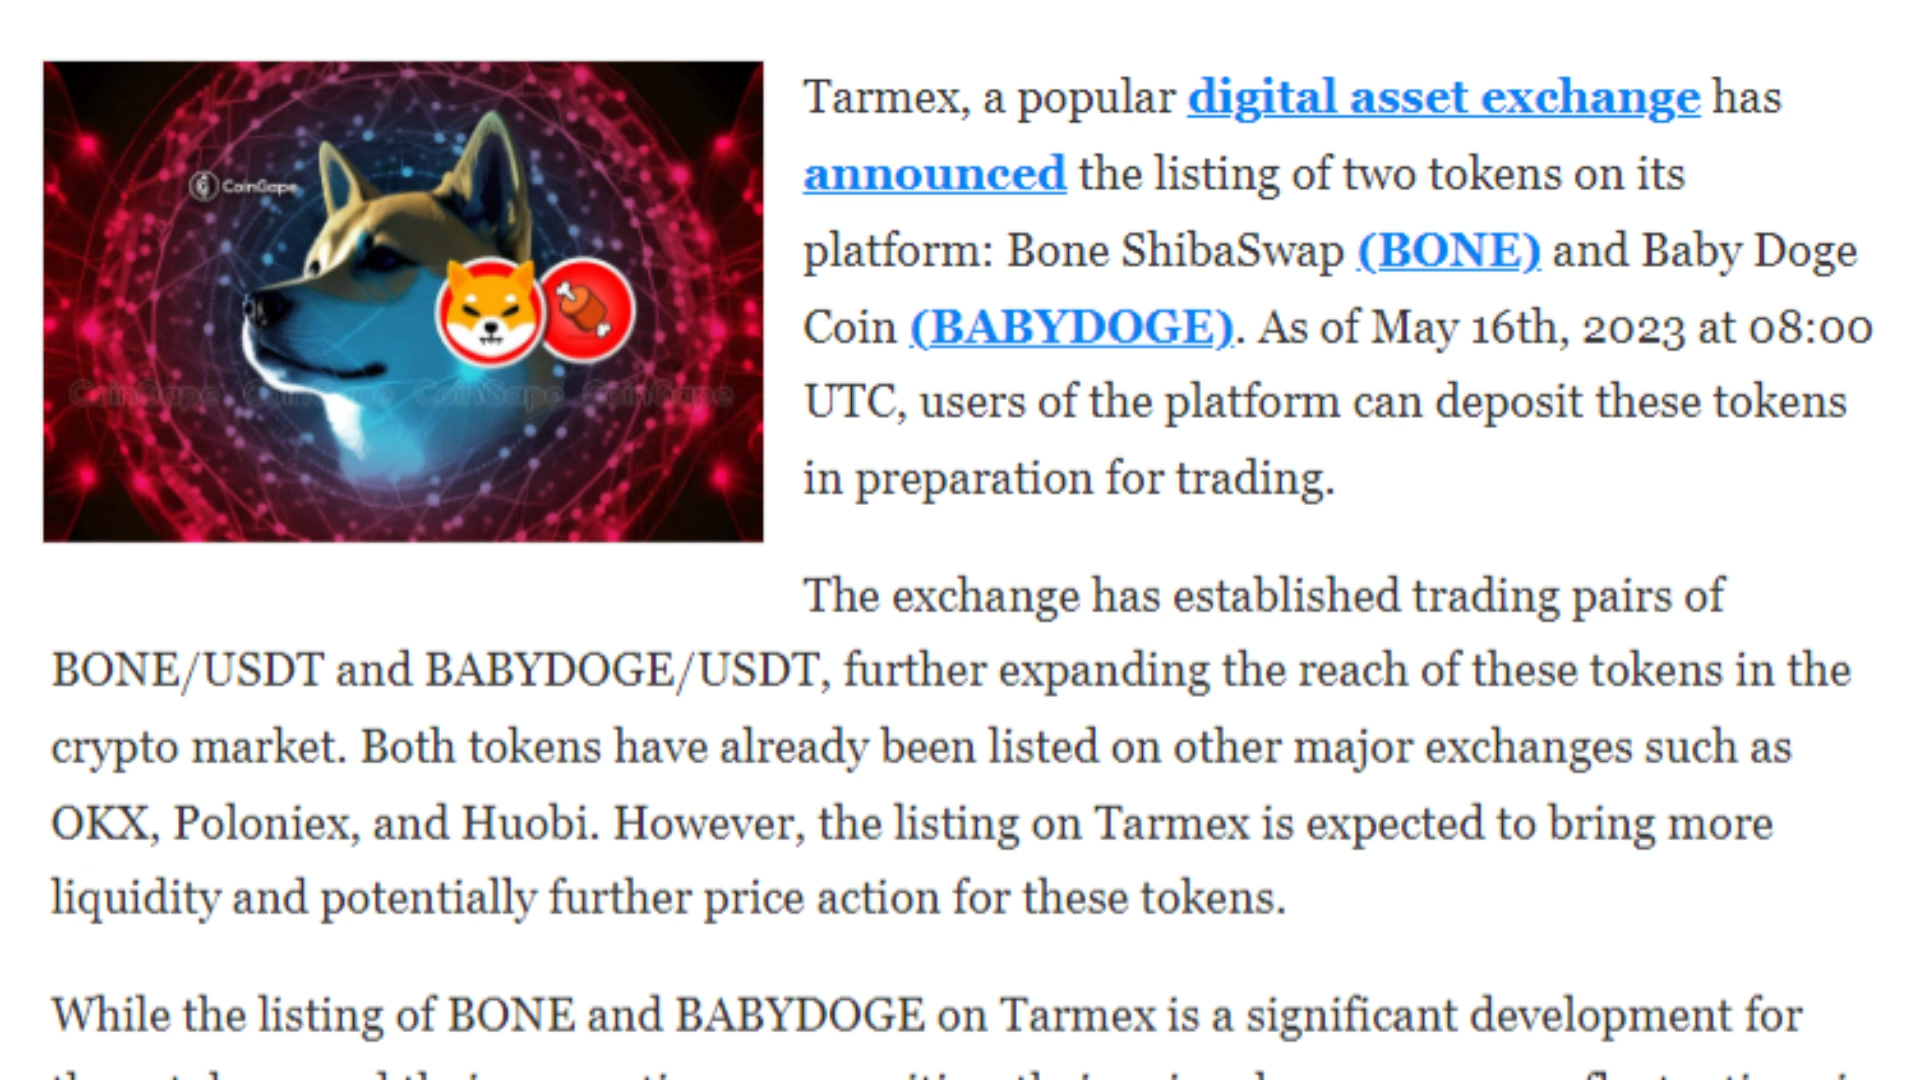 CoinGape
CoinGape CoinGape CoinGape CoinGape
Tarmex, a popular digital asset exchange has
announced the listing of two tokens on its
platform: Bone ShibaSwap (BONE) and Baby Doge
Coin (BABYDOGE). As of May 16th, 2023 at 08:00
UTC, users of the platform can deposit these tokens
in preparation for trading.
The exchange has established trading pairs of
BONE/USDT and BABYDOGE/USDT, further expanding the reach of these tokens in the
crypto market. Both tokens have already been listed on other major exchanges such as
OKX, Poloniex, and Huobi. However, the listing on Tarmex is expected to bring more
liquidity and potentially further price action for these tokens.
While the listing of BONE and BABYDOGE on Tarmex is a significant development for